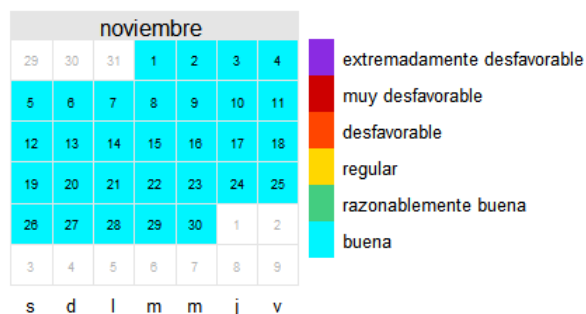 noviembre
29 30 31 1 2 3 4
5 6 7 8 9 10 11
12 13 14 15 16 17 18
19 20 21 22 23 24 25
26 27 28 29 30 1 2
3 4 5 6 7 8 9
s d l m m j v
extremadamente desfavorable
muy desfavorable
desfavorable
regular
razonablemente buena
buena